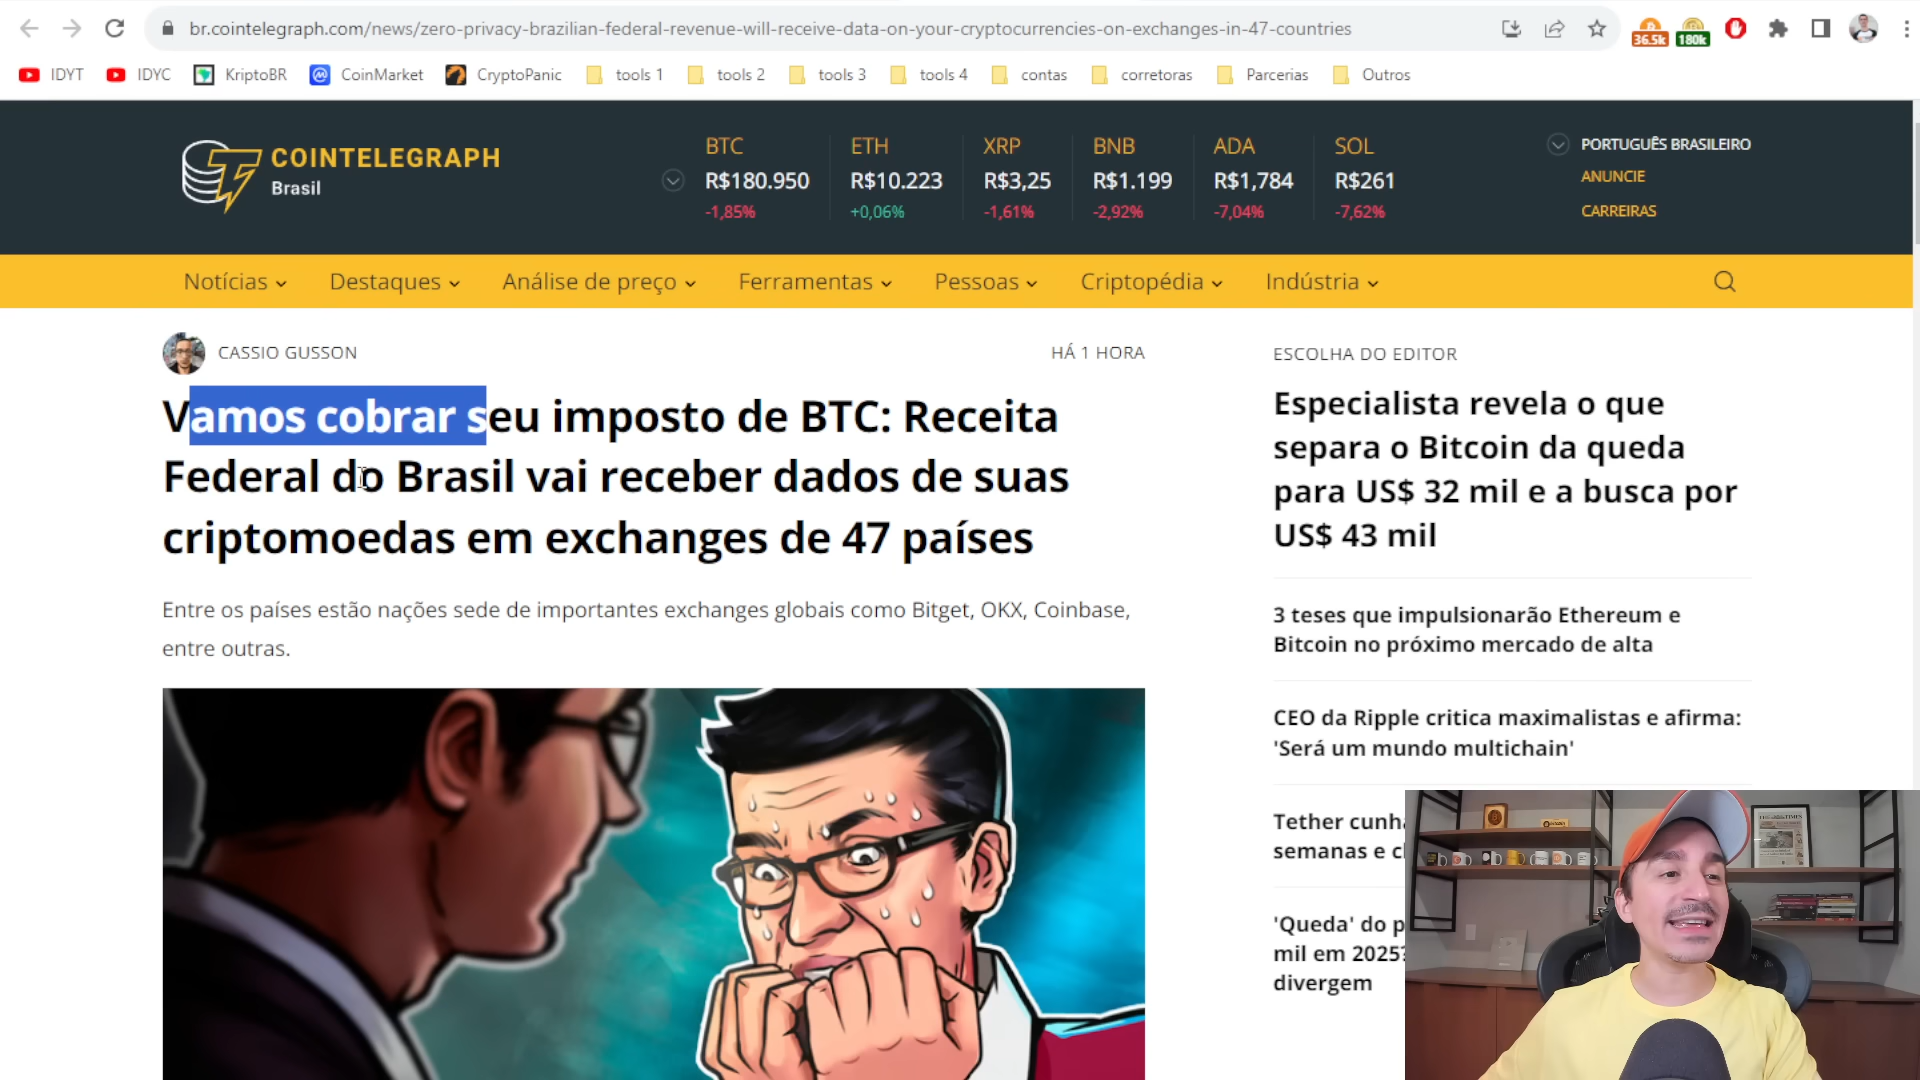 br.cointelegraph.com/news/zero-privacy-brazilian-federal-revenue-will-receive-data-on-your-cryptocurrencies-on-exchanges-in-47-countries
36.5k
180k
IDYT
IDYC
KriptoBR
CoinMarket
CryptoPanic
tools 1
tools 2
tools 3
tools 4
contas
corretoras
Parcerias
Outros
COINTELEGRAPH
Brasil
BTC
R$180.950
-1,85%
ETH
R$10.223
+0,06%
XRP
R$3,25
-1,61%
BNB
R$1.199
-2,92%
ADA
R$1,784
-7,04%
SOL
R$261
-7,62%
PORTUGUÊS BRASILEIRO
ANUNCIE
CARREIRAS
Notícias
Destaques
Análise de preço
Ferramentas
Pessoas
Criptopédia
Indústria
CASSIO GUSSON
HÁ 1 HORA
Vamos cobrar seu imposto de BTC: Receita
Federal do Brasil vai receber dados de suas
criptomoedas em exchanges de 47 países
Entre os países estão nações sede de importantes exchanges globais como Bitget, OKX, Coinbase,
entre outras.
ESCOLHA DO EDITOR
Especialista revela o que
separa o Bitcoin da queda
para US$ 32 mil e a busca por
US$ 43 mil
3 teses que impulsionarão Ethereum e
Bitcoin no próximo mercado de alta
CEO da Ripple critica maximalistas e afirma:
'Será um mundo multichain'
Tether cunha
semanas e
'Queda' do p
mil em 2025?
divergem